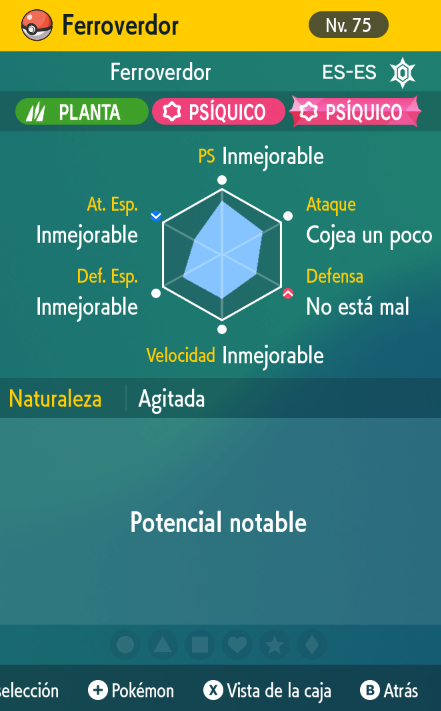 Ferroverdor Nv. 75
Ferroverdor ES-ES
PLANTA PSÍQUICO PSÍQUICO
PS Inmejorable
At. Esp. Ataque
Inmejorable Cojea un poco
Def. Esp. Defensa
Inmejorable No está mal
Velocidad Inmejorable
Naturaleza Agitada
Potencial notable
selección + Pokémon X Vista de la caja B Atrás